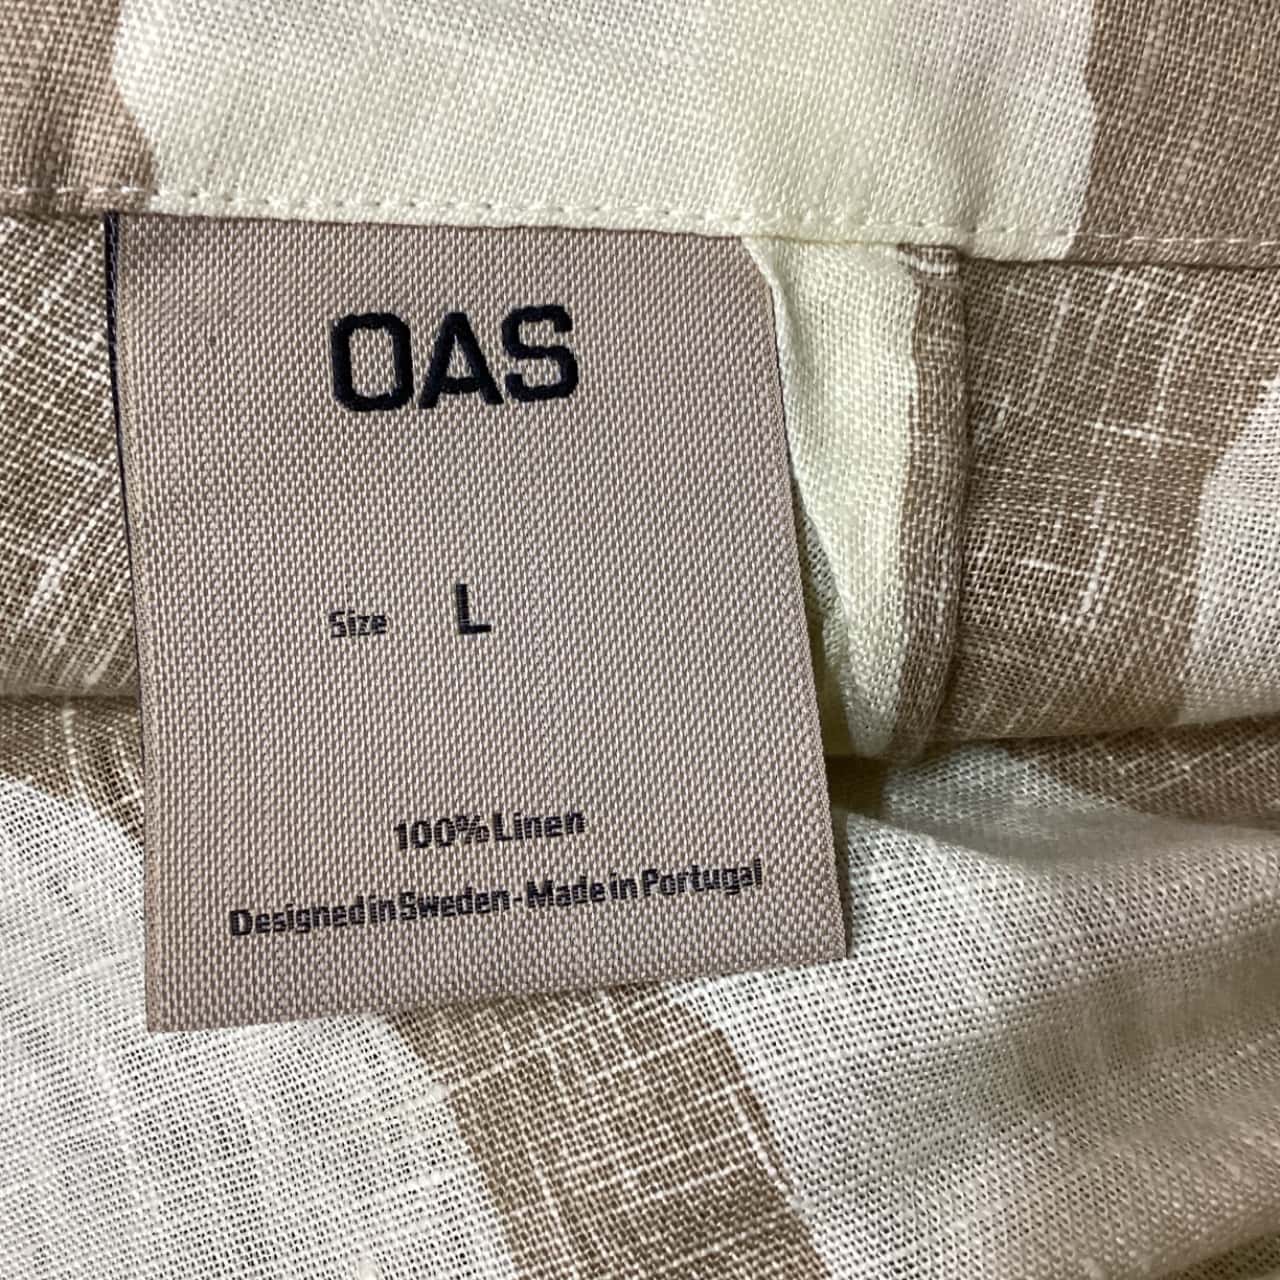 OAS
Size L
100% Linen
Designed in Sweden - Made in Portugal